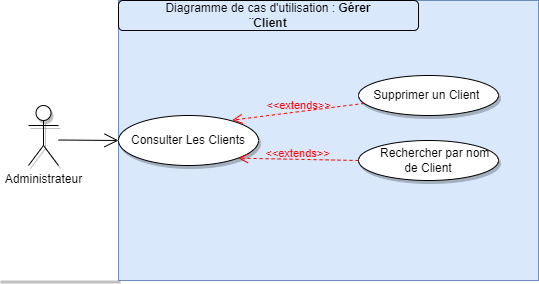 Diagramme de cas d'utilisation : Gérer
¨Client
Supprimer un Client
<<extends>>
Consulter Les Clients
<<extends>>
Rechercher par nom
de Client
Administrateur